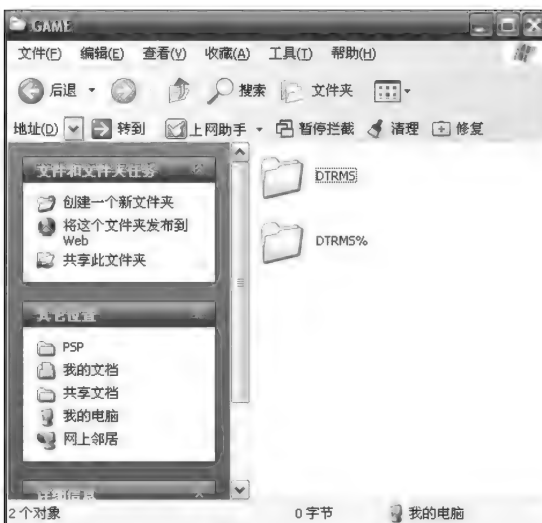 GAME
文件(F) 编辑(E) 查看(V) 收藏(A) 工具(T) 帮助(H)
后退 搜索 文件夹
地址(D) 转到 上网助手 暂停拦截 清理 修复
文件和文件夹任务
创建一个新文件夹
将这个文件夹发布到
Web
共享此文件夹
其它位置
PSP
我的文档
共享文档
我的电脑
网上邻居
详细信息
DTRMS
DTRMS%
2 个对象 0 字节 我的电脑